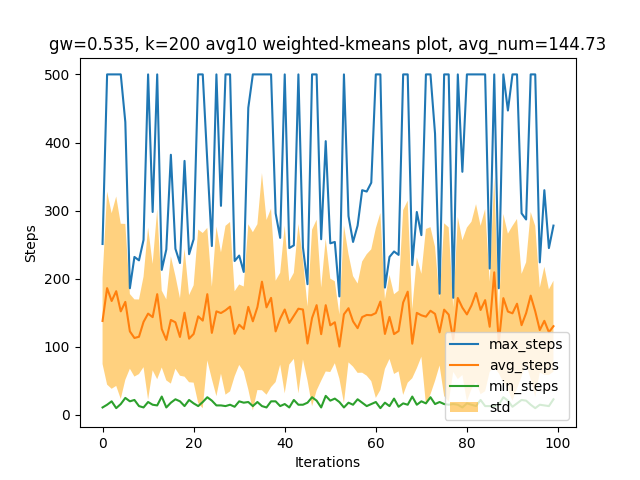 gw=0.535, k=200 avg10 weighted-kmeans plot, avg_num=144.73
500
400
300
200
100
0
Steps
max_steps
avg_steps
min_steps
std
0 20 40 60 80 100
Iterations